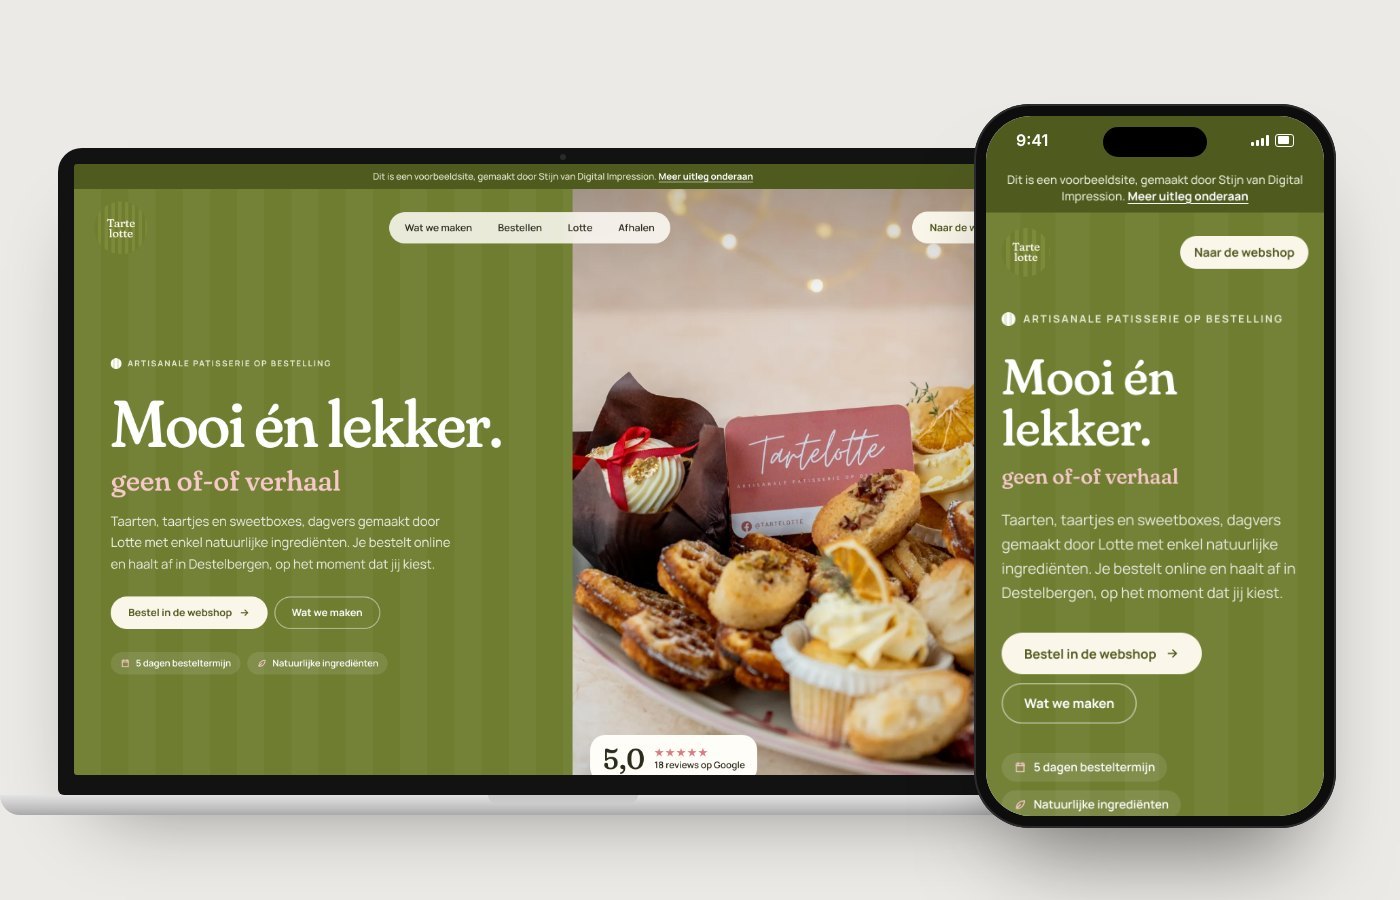 Dit is een voorbeeldsite, gemaakt door Stijn van Digital Impression. Meer uitleg onderaan
Tarte
lotte
Wat we maken
Bestellen
Lotte
Afhalen
Naar de
ARTISANALE PATISSERIE OP BESTELLING
Mooi én lekker.
geen of-of verhaal
Taarten, taartjes en sweetboxes, dagvers gemaakt door
Lotte met enkel natuurlijke ingrediënten. Je bestelt online
en haalt af in Destelbergen, op het moment dat jij kiest.
Bestel in de webshop →
Wat we maken
5 dagen besteltermijn
Natuurlijke ingrediënten
Tartelotte
ARTISANALE PATISSERIE OP
@TARTELOTTE
5,0
★★★★★
18 reviews op Google
9:41
Dit is een voorbeeldsite, gemaakt door Stijn van Digital
Impression. Meer uitleg onderaan
Tarte
lotte
Naar de webshop
ARTISANALE PATISSERIE OP BESTELLING
Mooi én
lekker.
geen of-of verhaal
Taarten, taartjes en sweetboxes, dagvers
gemaakt door Lotte met enkel natuurlijke
ingrediënten. Je bestelt online en haalt af in
Destelbergen, op het moment dat jij kiest.
Bestel in de webshop →
Wat we maken
5 dagen besteltermijn
Natuurlijke ingrediënten